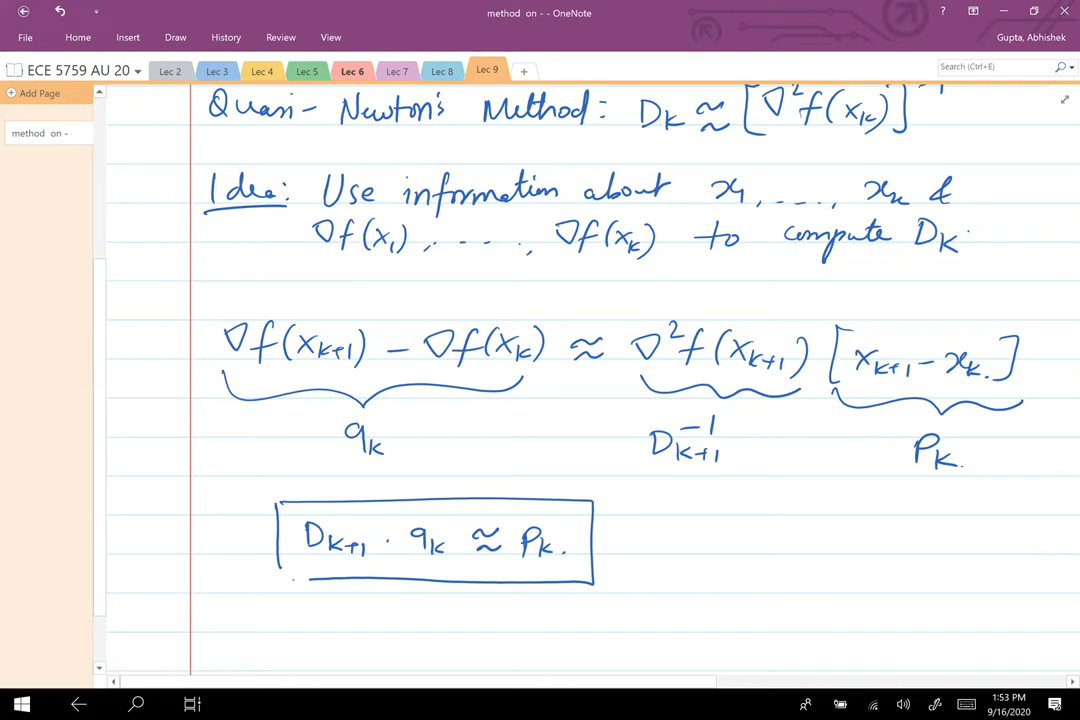 method on - - OneNote
?
File Home Insert Draw History Review View
Gupta, Abhishek
ECE 5759 AU 20 Lec 2 Lec 3 Lec 4 Lec 5 Lec 6 Lec 7 Lec 8 Lec 9 +
Search (Ctrl+E)
Add Page
method on -
Quasi - Newton's Method: D_K ≈ [∇²f(x_K)]⁻¹
Idea: Use information about x₁, ...., x_K &
∇f(x₁), ...., ∇f(x_K) to compute D_K.
∇f(x_{K+1}) - ∇f(x_K) ≈ ∇²f(x_{K+1}) [x_{K+1} - x_K.]
q_K D_{K+1}⁻¹ P_K.
D_{K+1} · q_K ≈ P_K.
1:53 PM
9/16/2020